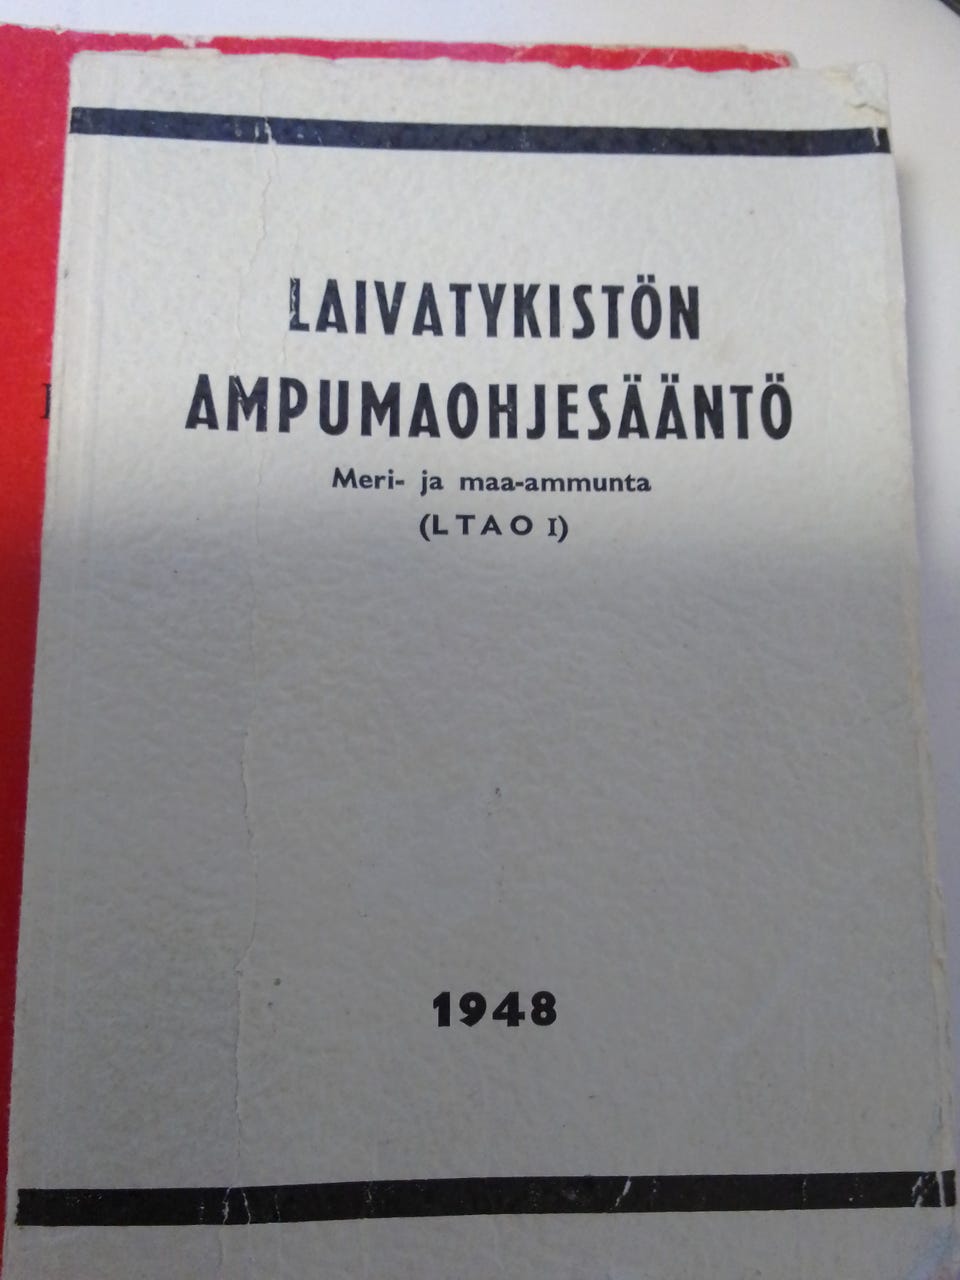 LAIVATYKISTÖN
AMPUMAOHJESÄÄNTÖ
Meri- ja maa-ammunta
(LTAO I)
1948